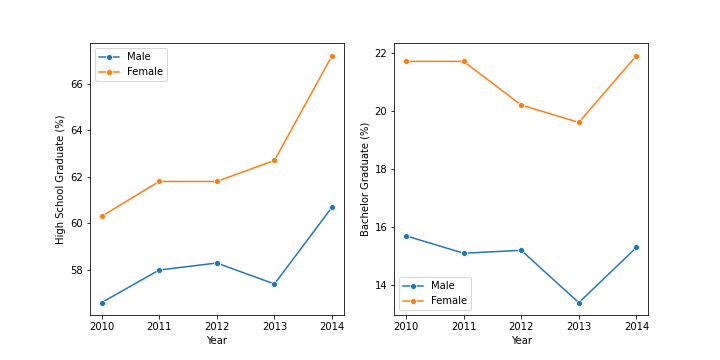 Male
Female
High School Graduate (%)
66
64
62
60
58
2010 2011 2012 2013 2014
Year
Bachelor Graduate (%)
22
20
18
16
14
Male
Female
2010 2011 2012 2013 2014
Year